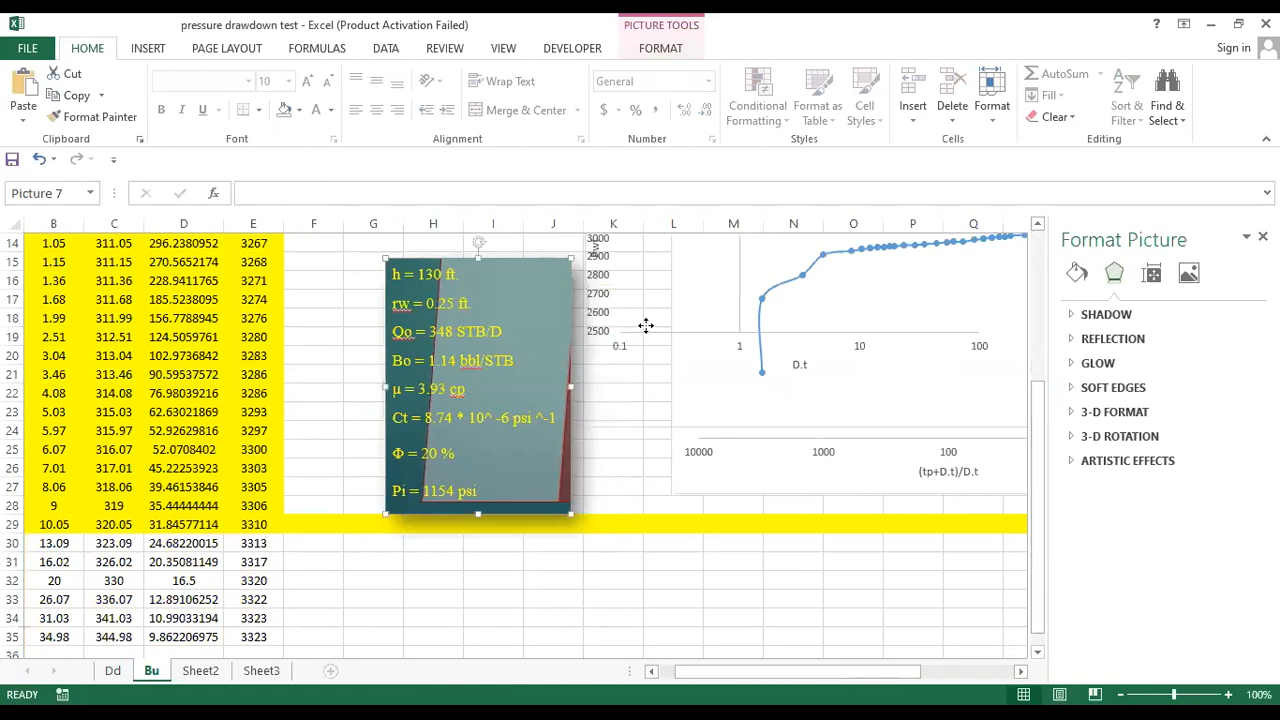 pressure drawdown test - Excel (Product Activation Failed)
PICTURE TOOLS
?
FILE HOME INSERT PAGE LAYOUT FORMULAS DATA REVIEW VIEW DEVELOPER FORMAT Sign in
Paste
Cut
Copy
Format Painter
Clipboard
10
A A
B I U
Font
Wrap Text
Merge & Center
Alignment
General
$ % ,
Number
Conditional Formatting
Format as Table
Cell Styles
Styles
Insert
Delete
Format
Cells
AutoSum
Fill
Clear
Sort & Filter
Find & Select
Editing
Picture 7
fx
B C D E F G H I J K L M N O P Q
14 1.05 311.05 296.2380952 3267
15 1.15 311.15 270.5652174 3268
16 1.36 311.36 228.9411765 3271
17 1.68 311.68 185.5238095 3274
18 1.99 311.99 156.7788945 3276
19 2.51 312.51 124.5059761 3280
20 3.04 313.04 102.9736842 3283
21 3.46 313.46 90.59537572 3286
22 4.08 314.08 76.98039216 3286
23 5.03 315.03 62.63021869 3293
24 5.97 315.97 52.92629816 3297
25 6.07 316.07 52.0708402 3300
26 7.01 317.01 45.22253923 3303
27 8.06 318.06 39.46153846 3305
28 9 319 35.44444444 3306
29 10.05 320.05 31.84577114 3310
30 13.09 323.09 24.68220015 3313
31 16.02 326.02 20.35081149 3317
32 20 330 16.5 3320
33 26.07 336.07 12.89106252 3322
34 31.03 341.03 10.99033194 3323
35 34.98 344.98 9.862206975 3323
36
h = 130 ft.
rw = 0.25 ft.
Qo = 348 STB/D
Bo = 1.14 bbl/STB
μ = 3.93 cp
Ct = 8.74 * 10^ -6 psi ^-1
Φ = 20 %
Pi = 1154 psi
3000
2900
2800
2700
2600
2500
0.1 1 10 100
D.t
10000 1000 100
(tp+D.t)/D.t
Format Picture
SHADOW
REFLECTION
GLOW
SOFT EDGES
3-D FORMAT
3-D ROTATION
ARTISTIC EFFECTS
Dd Bu Sheet2 Sheet3
READY
100%